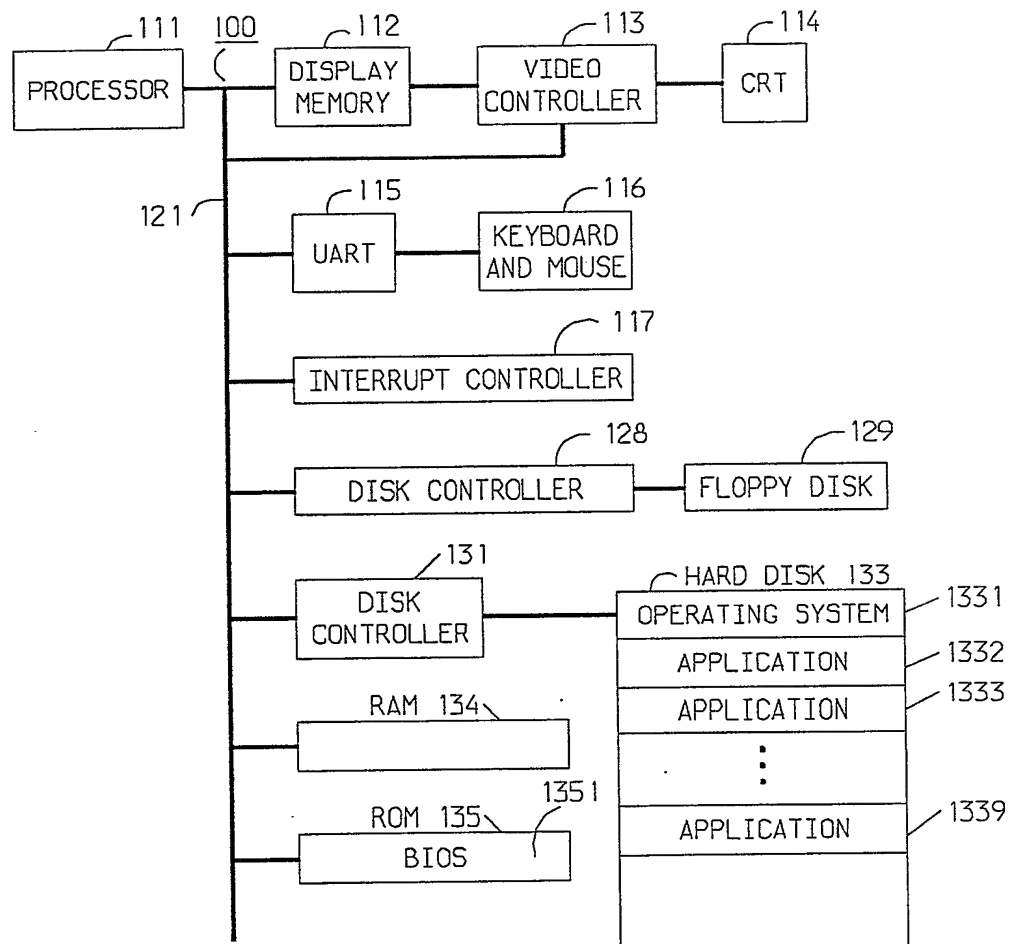 111
100
112
113
114
PROCESSOR
DISPLAY
MEMORY
VIDEO
CONTROLLER
CRT
121
115
116
UART
KEYBOARD
AND MOUSE
117
INTERRUPT CONTROLLER
128
129
DISK CONTROLLER
FLOPPY DISK
131
HARD DISK 133
DISK
CONTROLLER
OPERATING SYSTEM
1331
APPLICATION
1332
RAM 134
APPLICATION
1333
ROM 135
1351
BIOS
APPLICATION
1339